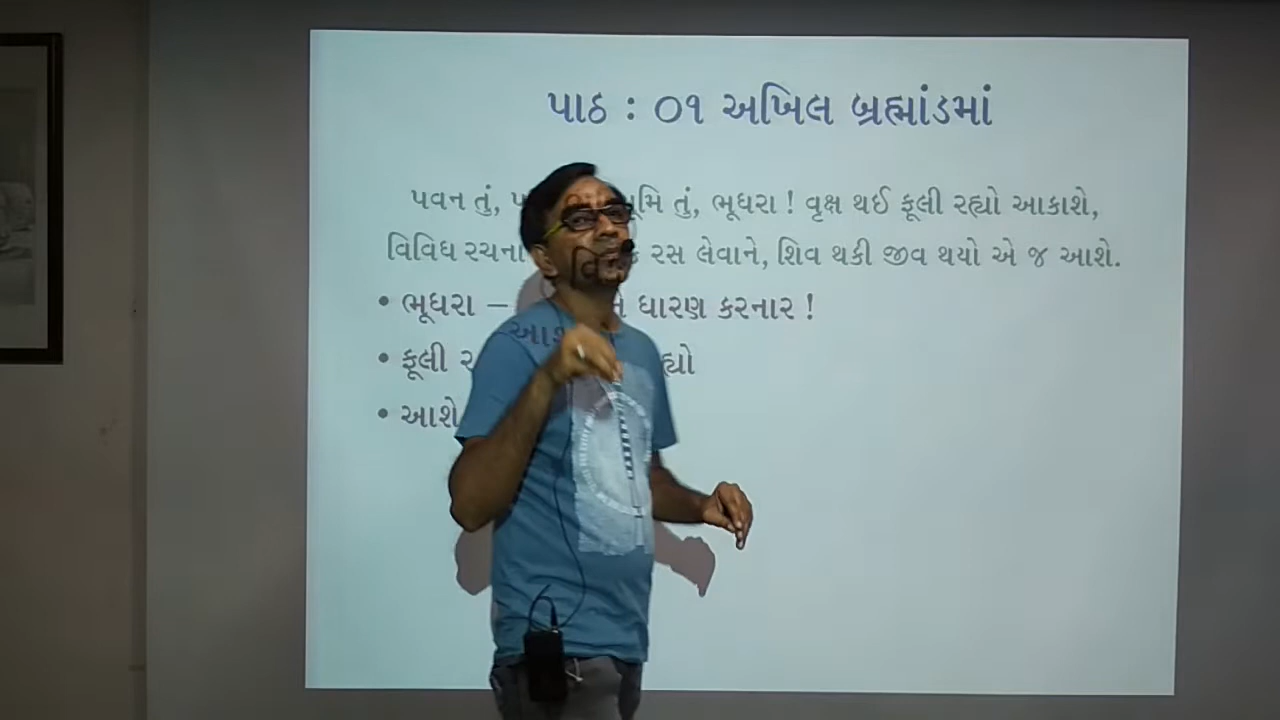 પાઠ : ૦૧ અખિલ બ્રહ્માંડમાં
પવન તું, તું, ભૂધરા ! વૃક્ષ થઈ ફૂલી રહ્યો આકાશે,
વિવિધ રચના રસ લેવાને, શિવ થકી જીવ થયો એ જ આશે.
• ભૂધરા – ધારણ કરનાર !
• ફૂલી
• આશે